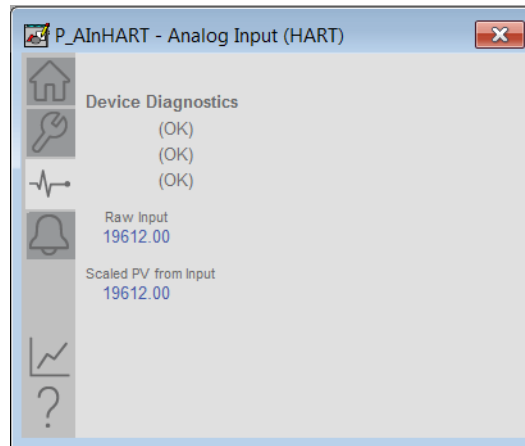 P_AInHART - Analog Input (HART)
Device Diagnostics
(OK)
(OK)
(OK)
Raw Input
19612.00
Scaled PV from Input
19612.00
?